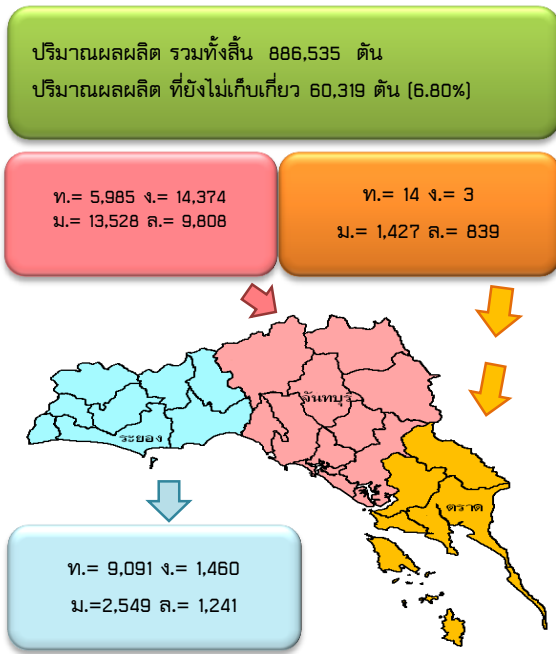 ปริมาณผลผลิต รวมทั้งสิ้น 886,535 ตัน
ปริมาณผลผลิต ที่ยังไม่เก็บเกี่ยว 60,319 ตัน (6.80%)
ท.= 5,985 ง.= 14,374
ม.= 13,528 ล.= 9,808
ท.= 14 ง.= 3
ม.= 1,427 ล.= 839
จันทบุรี
ระยอง
ตราด
ท.= 9,091 ง.= 1,460
ม.=2,549 ล.= 1,241